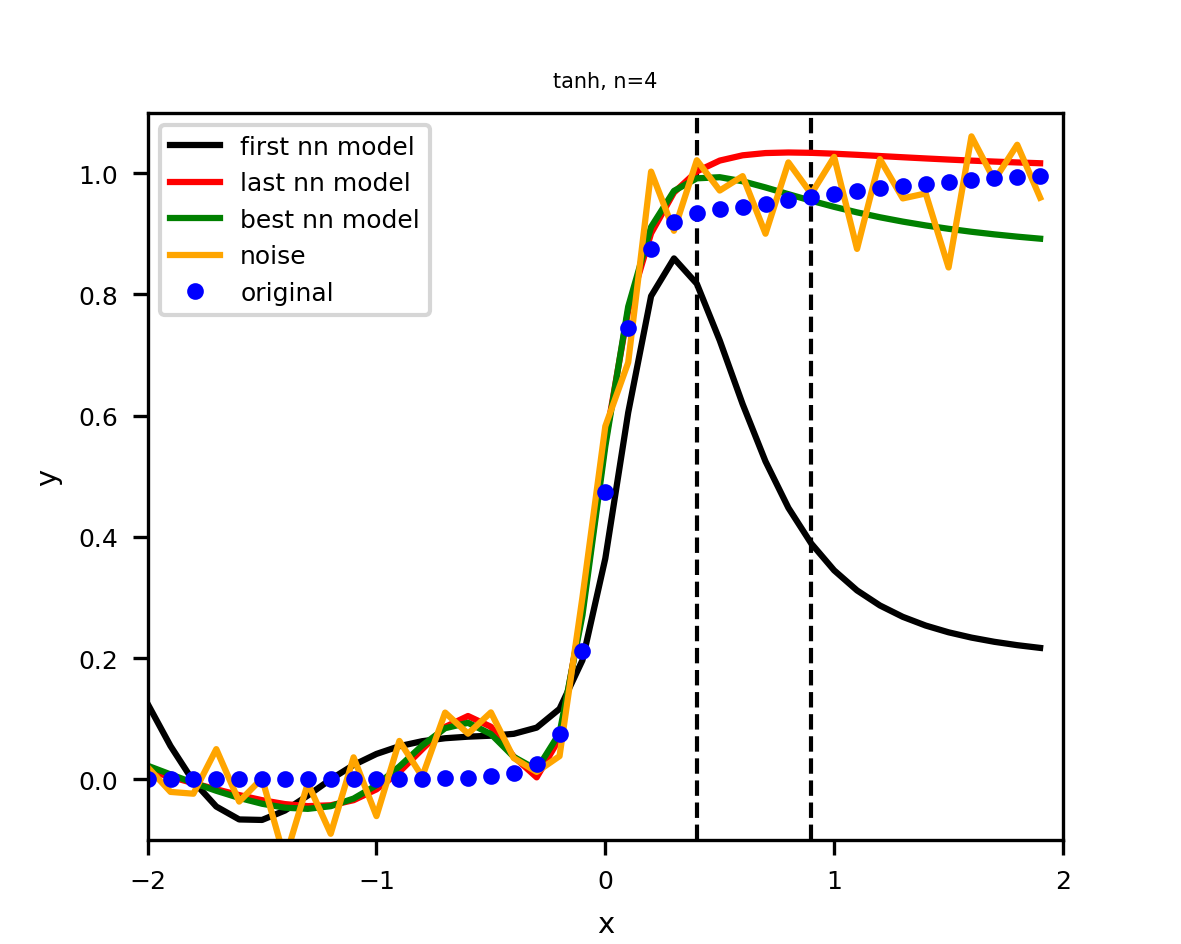 tanh, n=4
first nn model
last nn model
best nn model
noise
original
1.0
0.8
0.6
0.4
0.2
0.0
y
−2
−1
0
1
2
x